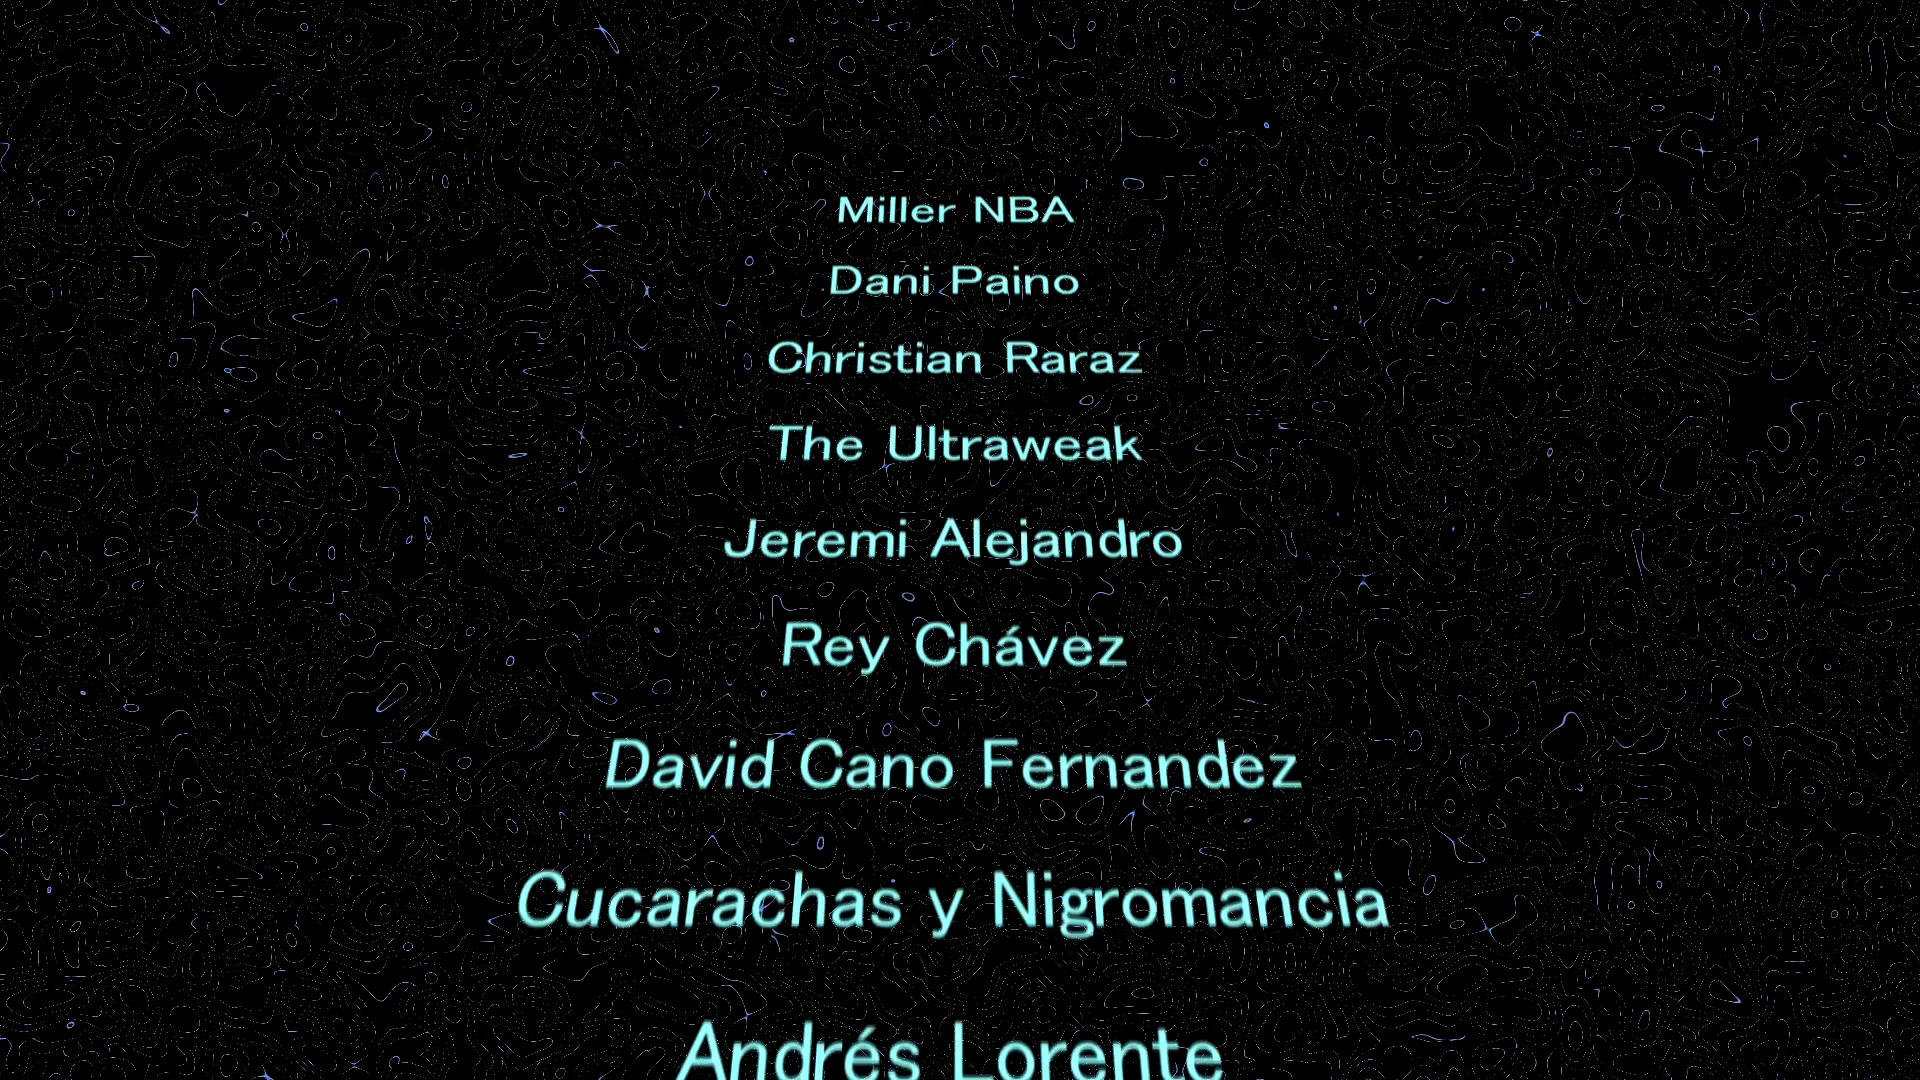 Miller NBA
Dani Paino
Christian Raraz
The Ultraweak
Jeremi Alejandro
Rey Chávez
David Cano Fernandez
Cucarachas y Nigromancia
Andrés Lorente